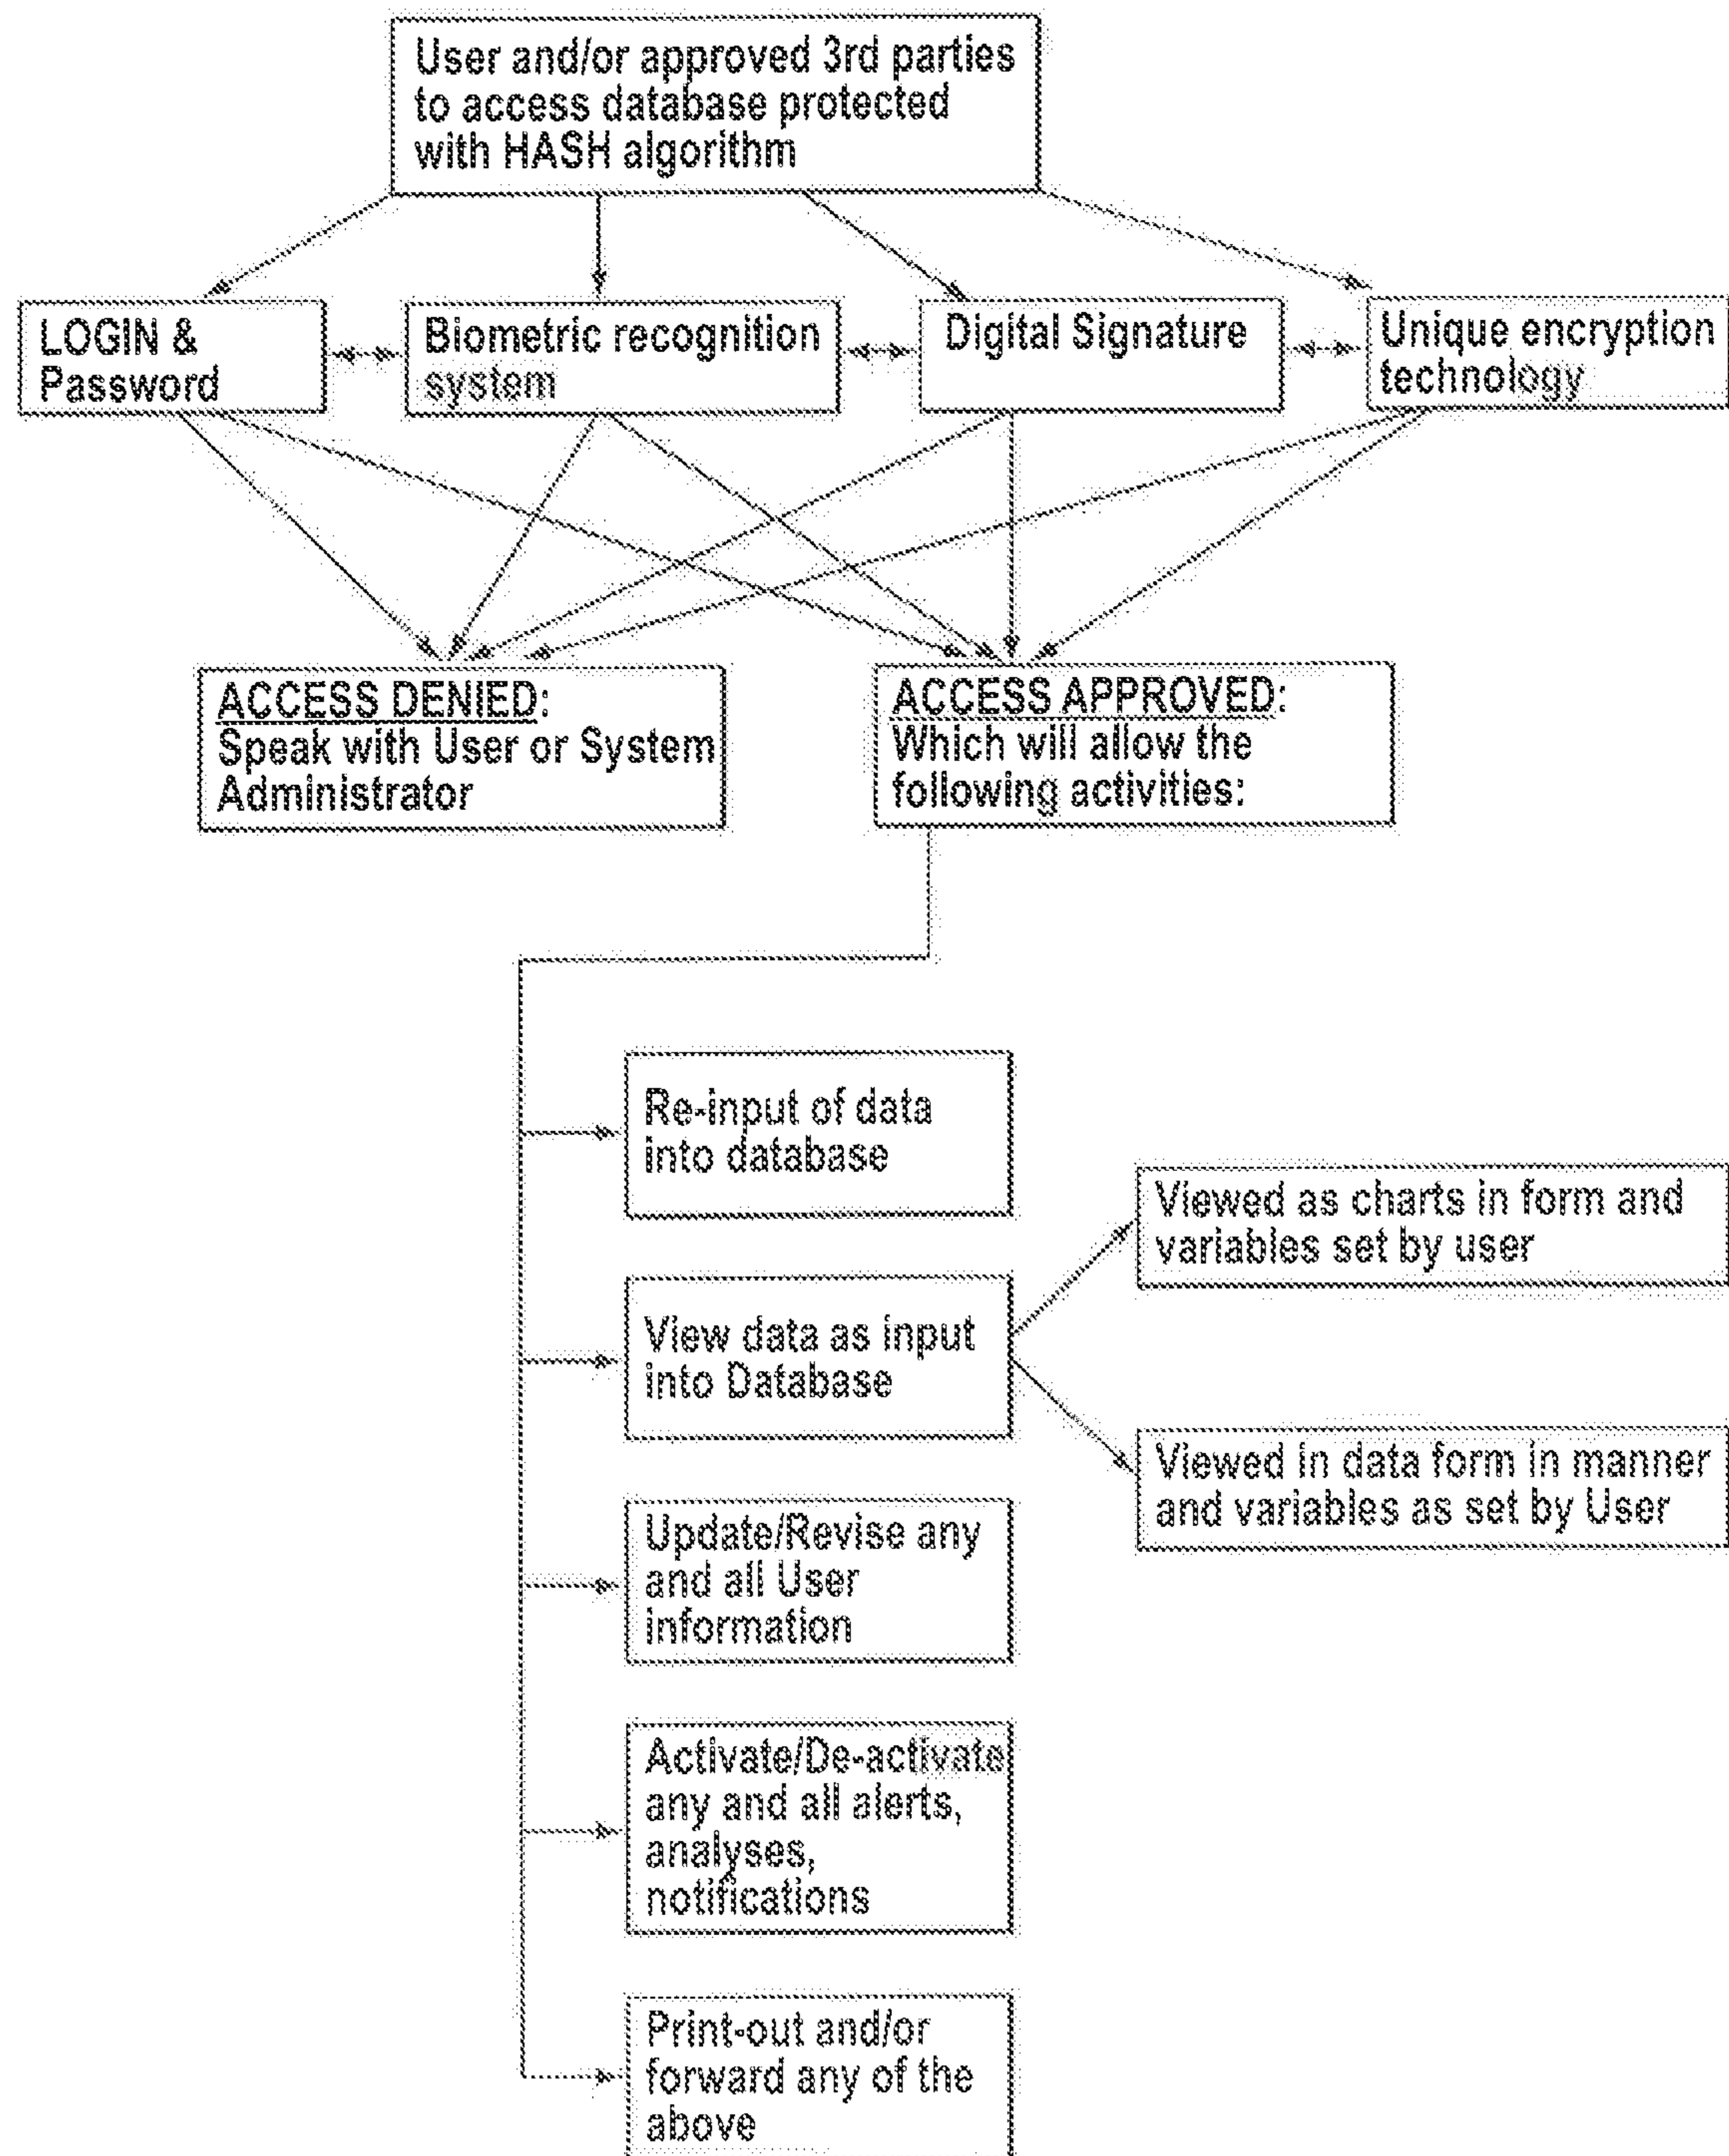 User and/or approved 3rd parties
to access database protected
with HASH algorithm
LOGIN &
Password
Biometric recognition
system
Digital Signature
Unique encryption
technology
ACCESS DENIED:
Speak with User or System
Administrator
ACCESS APPROVED:
Which will allow the
following activities:
Re-input of data
into database
View data as input
into Database
Viewed as charts in form and
variables set by user
Viewed in data form in manner
and variables as set by User
Update/Revise any
and all User
information
Activate/De-activate
any and all alerts,
analyses,
notifications
Print-out and/or
forward any of the
above